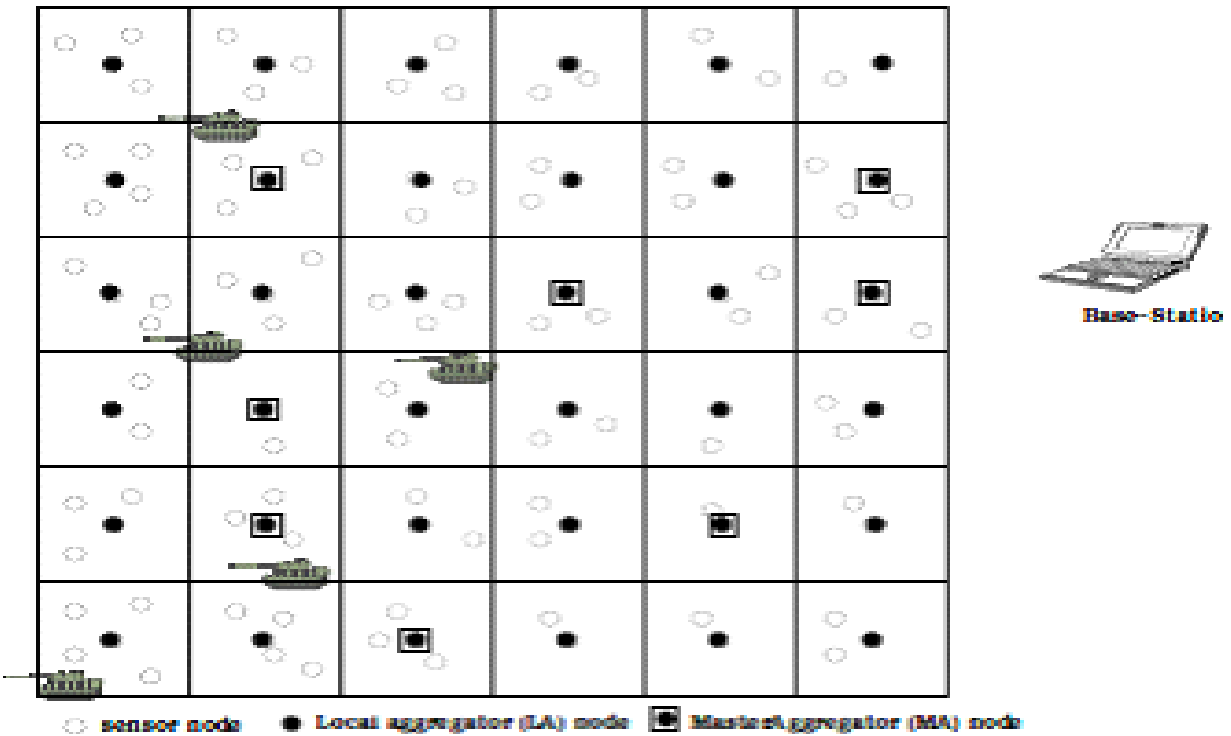 Base-Statio
sensor node
Local aggregator (LA) node
MasterAggregator (MA) node